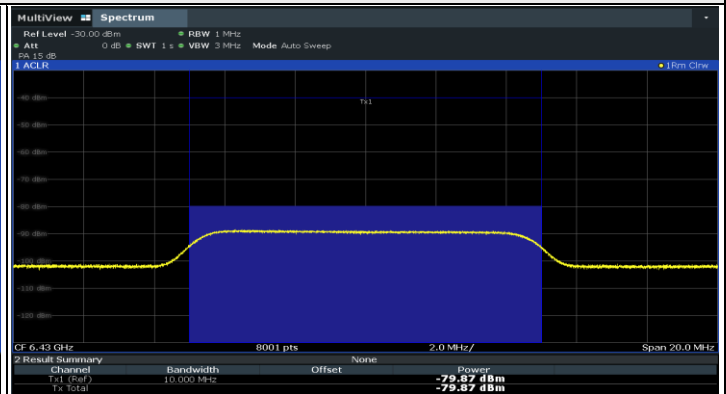 MultiView Spectrum
Ref Level -30.00 dBm RBW 1 MHz
Att 0 dB SWT 1 s VBW 3 MHz Mode Auto Sweep
PA 15 dB
1 ACLR 1Rm Clrw
-40 dBm
Tx1
-50 dBm
-60 dBm
-70 dBm
-80 dBm
-90 dBm
-100 dBm
-110 dBm
-120 dBm
CF 6.43 GHz 8001 pts 2.0 MHz/ Span 20.0 MHz
2 Result Summary None
Channel Bandwidth Offset Power
Tx1 (Ref) 10.000 MHz -79.87 dBm
Tx Total -79.87 dBm